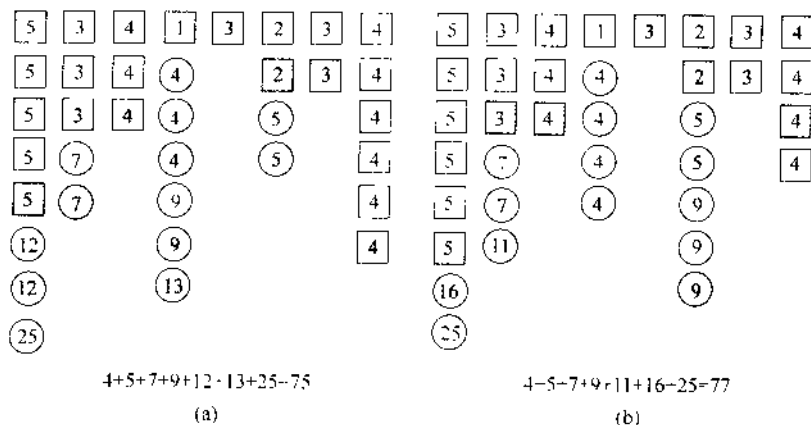 5 3 4 1 3 2 3 4
5 3 4 4 2 3 4
5 3 4 4 5 4
5 7 4 5 4
5 7 9 4
12 9 4
12 13
25
4+5+7+9+12+13+25=75
(a)
5 3 4 1 3 2 3 4
5 3 4 4 2 3 4
5 3 4 4 5 4
5 7 4 5 4
5 7 4 9
5 11 9
16 9
25
4+5+7+9+11+16+25=77
(b)